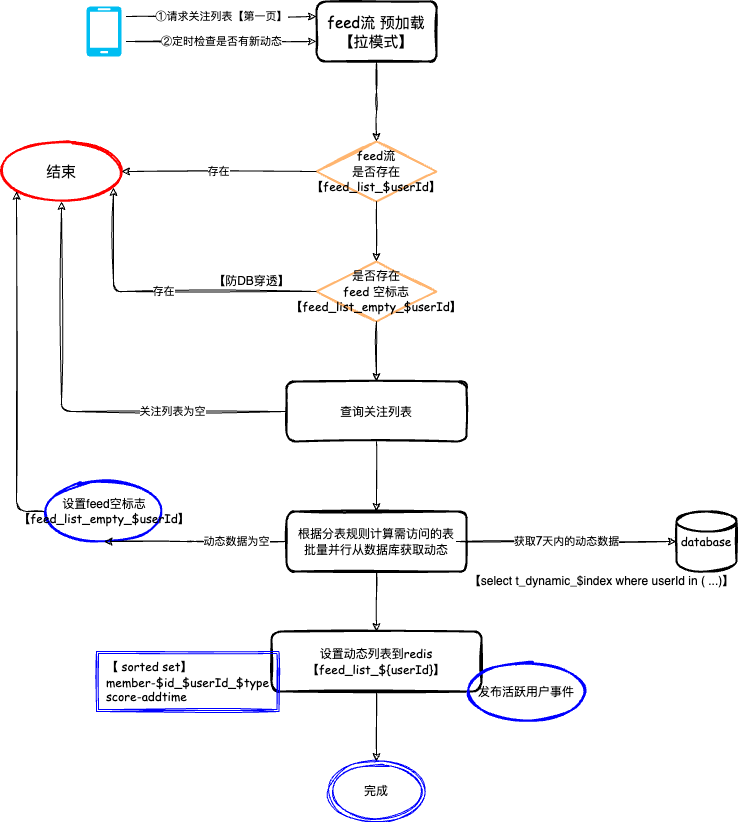 ①请求关注列表【第一页】
②定时检查是否有新动态
feed流 预加载
【拉模式】
结束
存在
feed流
是否存在
【feed_list_$userId】
【防DB穿透】
存在
是否存在
feed 空标志
【feed_list_empty_$userId】
关注列表为空
查询关注列表
设置feed空标志
【feed_list_empty_$userId】
动态数据为空
根据分表规则计算需访问的表
批量并行从数据库获取动态
获取7天内的动态数据
database
【select t_dynamic_$index where userId in ( ...)】
【 sorted set】
member-$id_$userId_$type
score-addtime
设置动态列表到redis
【feed_list_${userId}】
发布活跃用户事件
完成